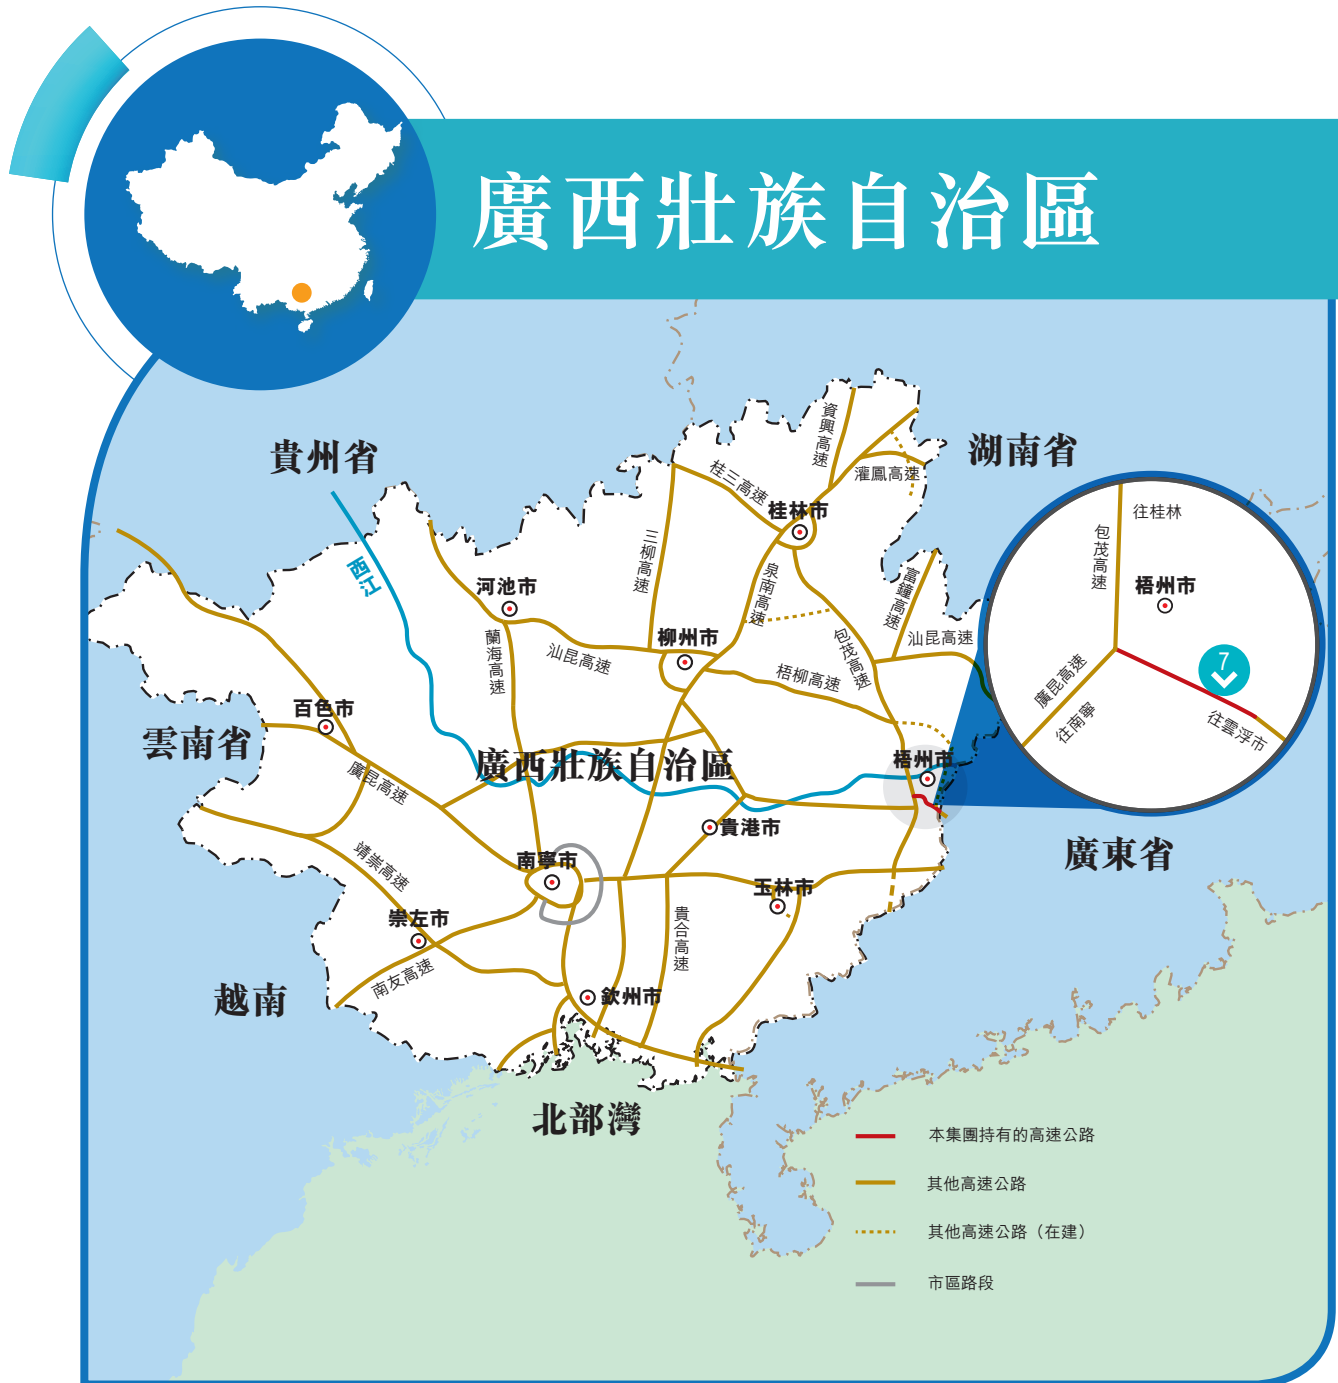 廣西壯族自治區
貴州省
湖南省
資興高速
灌鳳高速
桂三高速
桂林市
往桂林
包茂高速
三柳高速
西江
河池市
泉南高速
富鐘高速
梧州市
蘭海高速
汕昆高速
柳州市
包茂高速
汕昆高速
7
梧柳高速
廣昆高速
往南寧
往雲浮市
百色市
雲南省
廣西壯族自治區
梧州市
廣昆高速
貴港市
廣東省
靖崇高速
南寧市
玉林市
崇左市
貴合高速
南友高速
越南
欽州市
北部灣
本集團持有的高速公路
其他高速公路
其他高速公路（在建）
市區路段